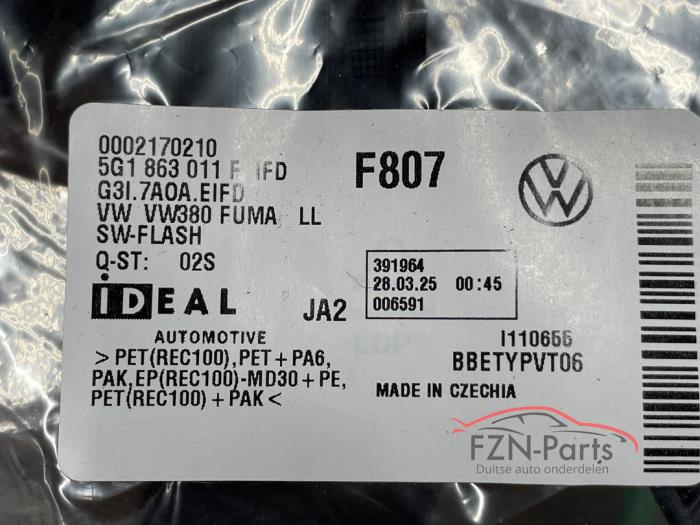 0002170210
5G1 863 011 F IFD
G3I.7AOA.EIFD
VW VW380 FUMA LL
SW-FLASH
Q-ST: 02S
F807
IDEAL
AUTOMOTIVE
JA2
391964
28.03.25 00:45
006591
I110655
BBETYPVT06
>PET(REC100),PET+PA6,
PAK,EP(REC100)-MD30+PE,
PET(REC100)+PAK<
MADE IN CZECHIA
FZN-Parts
Duitse auto onderdelen